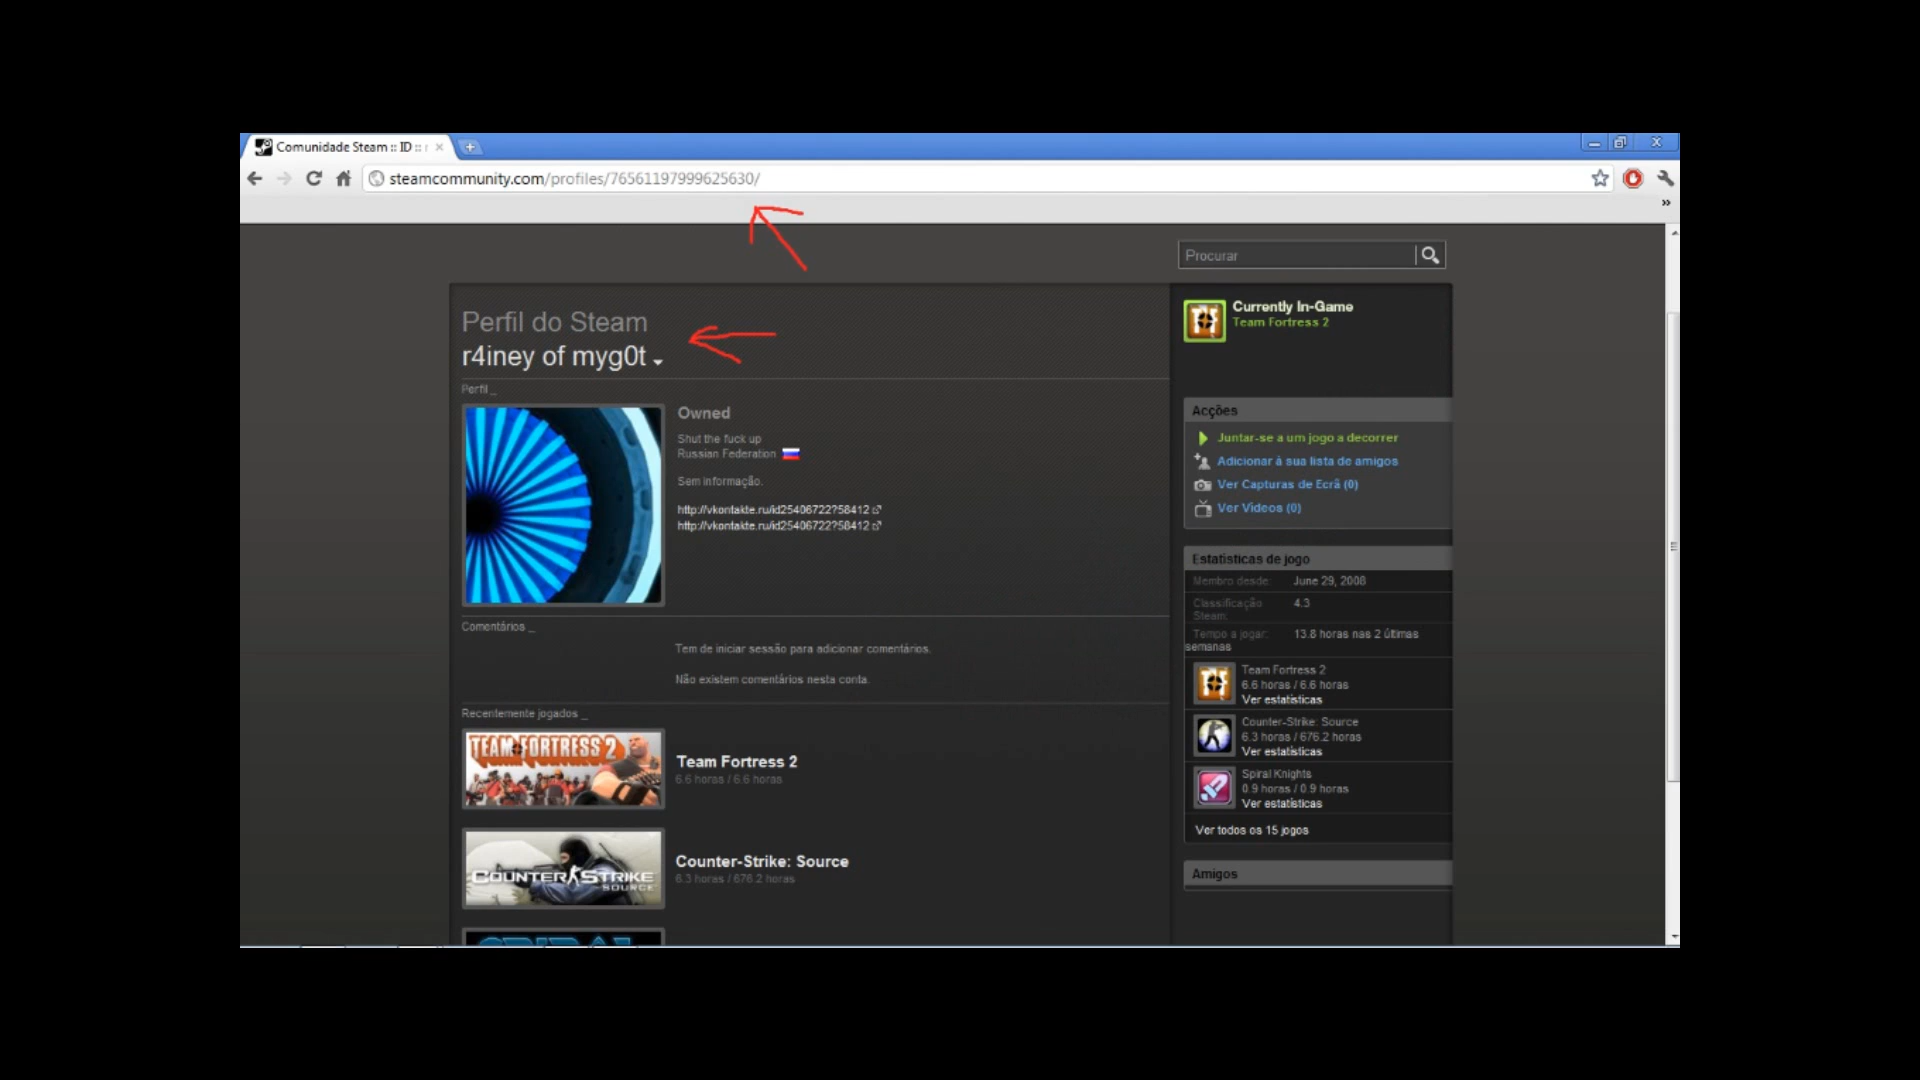 Comunidade Steam :: ID ::
steamcommunity.com/profiles/76561197999625630/
Procurar
Perfil do Steam
r4iney of myg0t
Perfil _
Owned
Shut the fuck up
Russian Federation
Sem informação.
http://vkontakte.ru/id25406722?58412
http://vkontakte.ru/id25406722?58412
Comentários _
Tem de iniciar sessão para adicionar comentários.
Não existem comentários nesta conta.
Recentemente jogados _
TEAM FORTRESS 2
Team Fortress 2
6.6 horas / 6.6 horas
COUNTER STRIKE
SOURCE
Counter-Strike: Source
6.3 horas / 676.2 horas
Currently In-Game
Team Fortress 2
Acções
Juntar-se a um jogo a decorrer
Adicionar à sua lista de amigos
Ver Capturas de Ecrã (0)
Ver Vídeos (0)
Estatísticas de jogo
Membro desde: June 29, 2008
Classificação 4.3
Steam:
Tempo a jogar: 13.8 horas nas 2 últimas
semanas
Team Fortress 2
6.6 horas / 6.6 horas
Ver estatísticas
Counter-Strike: Source
6.3 horas / 676.2 horas
Ver estatísticas
Spiral Knights
0.9 horas / 0.9 horas
Ver estatísticas
Ver todos os 15 jogos
Amigos